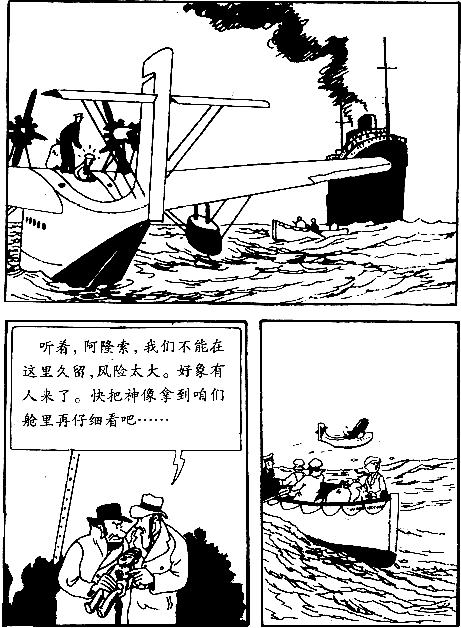 听着，阿隆索，我们不能在
这里久留，风险太大。好象有
人来了。快把神像拿到咱们
舱里再仔细看吧……